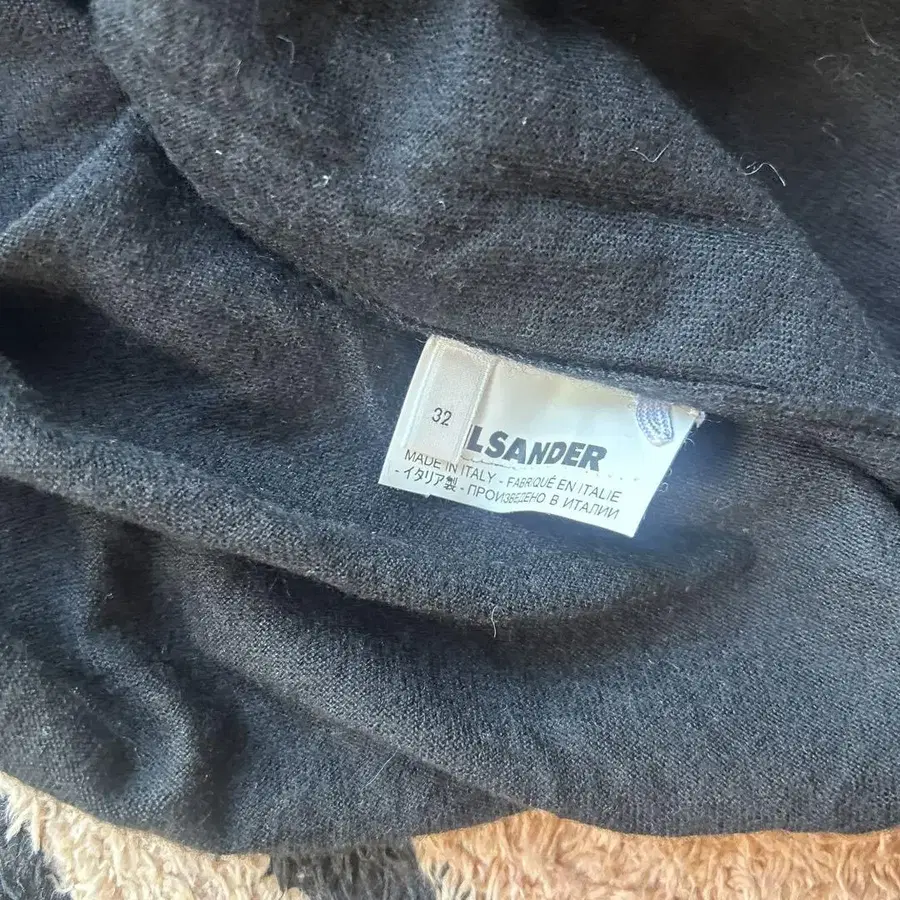 32
LSANDER
MADE IN ITALY - FABRIQUÉ EN ITALIE
- イタリア製 - ПРОИЗВЕДЕНО В ИТАЛИИ